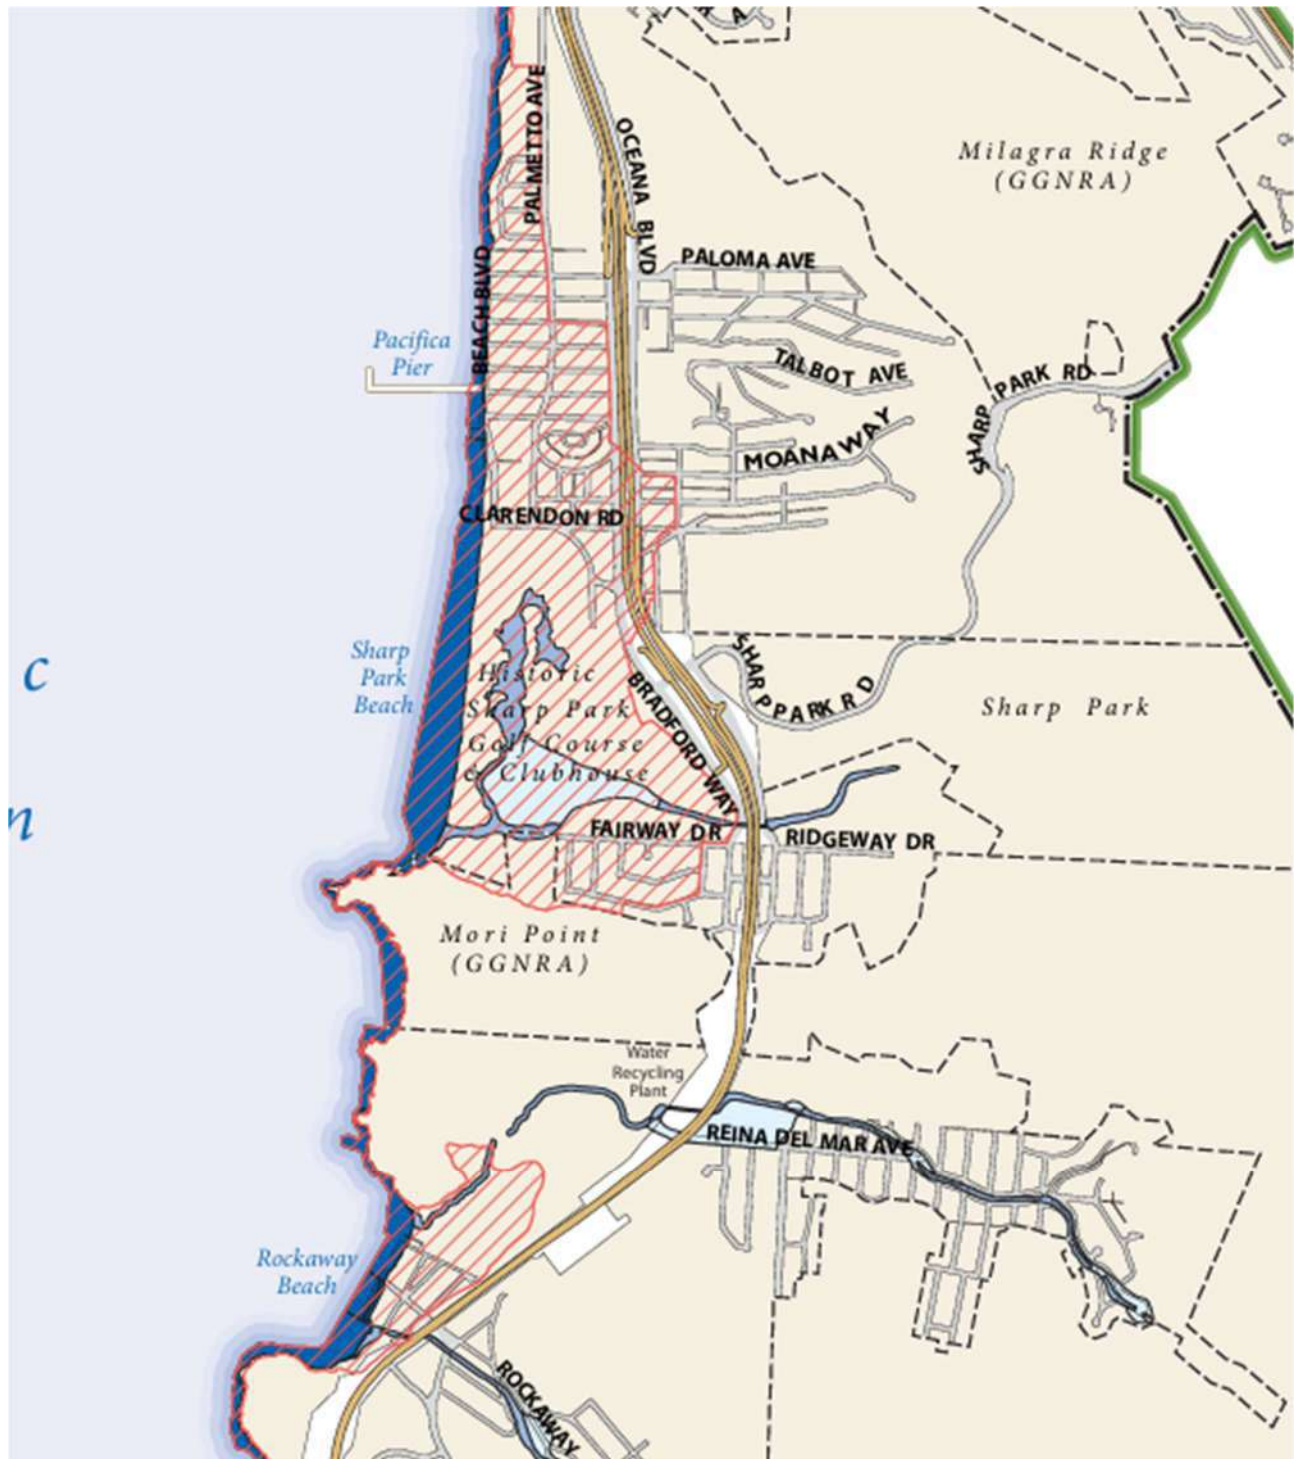 PALMETTO AVE
OCEANA BLVD
Milagra Ridge
(GGNRA)
BEACH BLVD
PALOMA AVE
Pacifica
Pier
TALBOT AVE
SHARP PARK RD
MOANA WAY
CLARENDON RD
Sharp
Park
Beach
c
Historic
Sharp Park
Golf Course
& Clubhouse
BRADFORD WAY
SHARP PARK RD
Sharp Park
n
FAIRWAY DR
RIDGEWAY DR
Mori Point
(GGNRA)
Water
Recycling
Plant
REINA DEL MAR AVE
Rockaway
Beach
ROCKAWAY